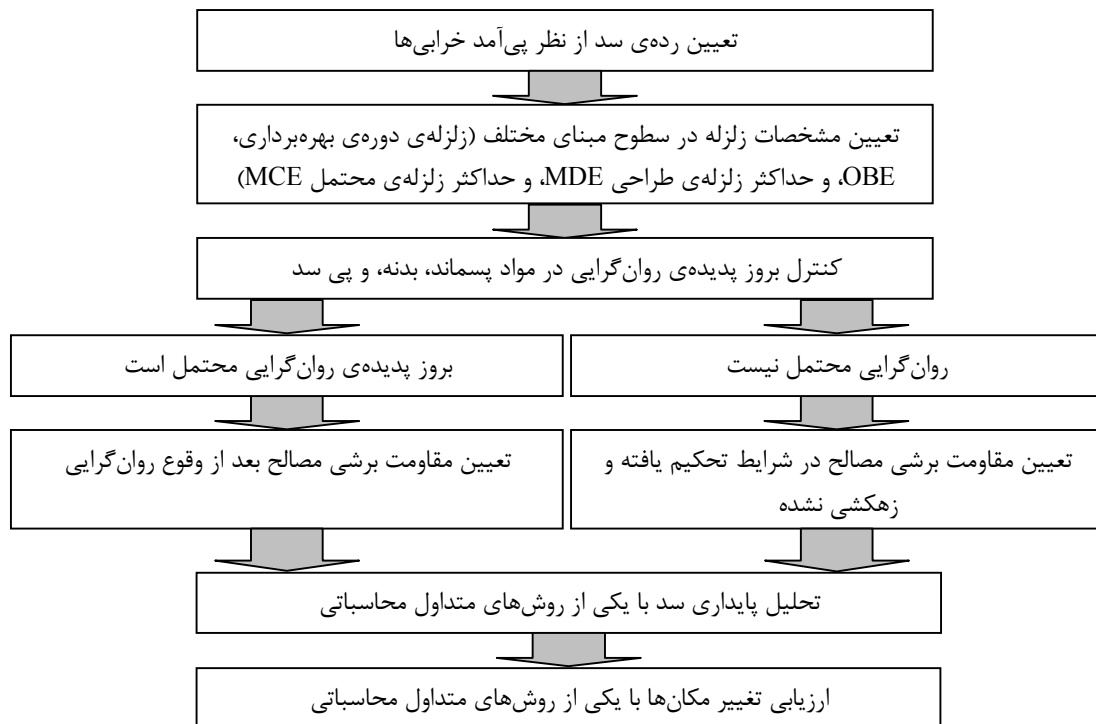 تعیین رده‌ی سد از نظر پی‌آمد خرابی‌ها
تعیین مشخصات زلزله در سطوح مبنای مختلف (زلزله‌ی دوره‌ی بهره‌برداری،
OBE، و حداکثر زلزله‌ی طراحی MDE، و حداکثر زلزله‌ی محتمل MCE)
کنترل بروز پدیده‌ی روان‌گرایی در مواد پسماند، بدنه، و پی سد
روان‌گرایی محتمل نیست
بروز پدیده‌ی روان‌گرایی محتمل است
تعیین مقاومت برشی مصالح در شرایط تحکیم یافته و
زهکشی نشده
تعیین مقاومت برشی مصالح بعد از وقوع روان‌گرایی
تحلیل پایداری سد با یکی از روش‌های متداول محاسباتی
ارزیابی تغییر مکان‌ها با یکی از روش‌های متداول محاسباتی